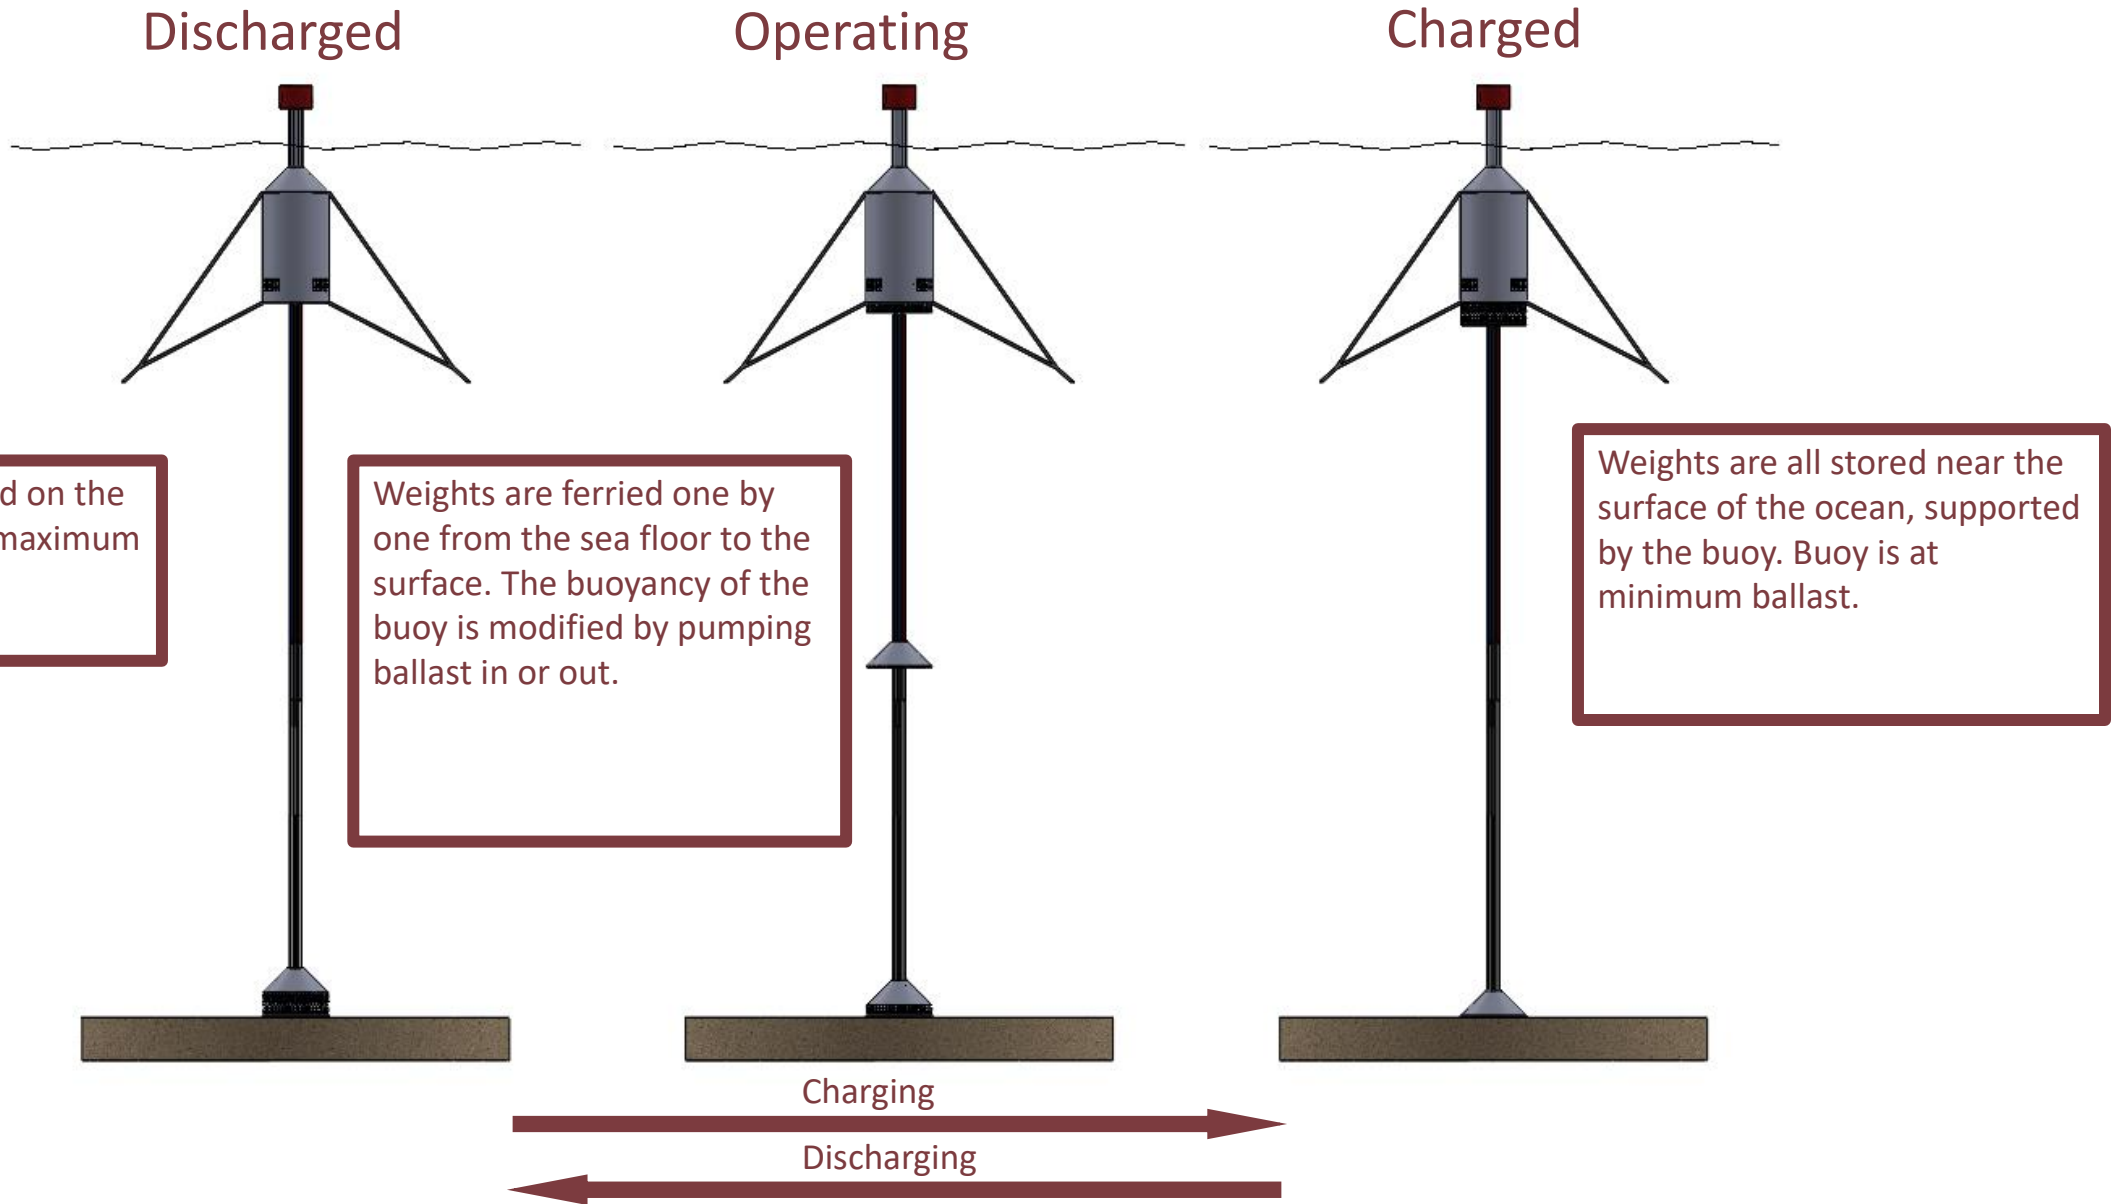 Discharged
Operating
Charged
d on the
maximum
Weights are ferried one by
one from the sea floor to the
surface. The buoyancy of the
buoy is modified by pumping
ballast in or out.
Weights are all stored near the
surface of the ocean, supported
by the buoy. Buoy is at
minimum ballast.
Charging
Discharging